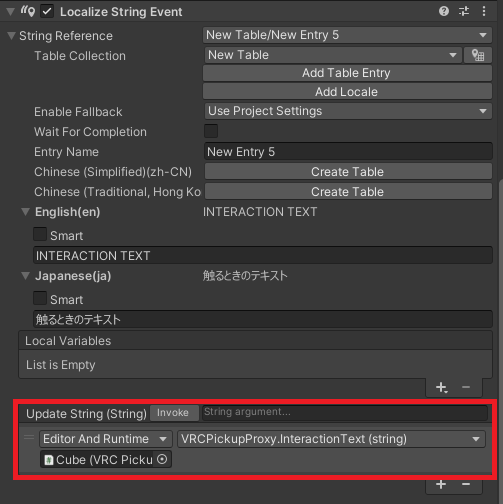 Localize String Event
String Reference New Table/New Entry 5
Table Collection New Table
Add Table Entry
Add Locale
Enable Fallback Use Project Settings
Wait For Completion
Entry Name New Entry 5
Chinese (Simplified)(zh-CN) Create Table
Chinese (Traditional, Hong Ko Create Table
English(en) INTERACTION TEXT
Smart
INTERACTION TEXT
Japanese(ja) 触るときのテキスト
Smart
触るときのテキスト
Local Variables
List is Empty
Update String (String) Invoke String argument...
Editor And Runtime VRCPickupProxy.InteractionText (string)
Cube (VRC Picku